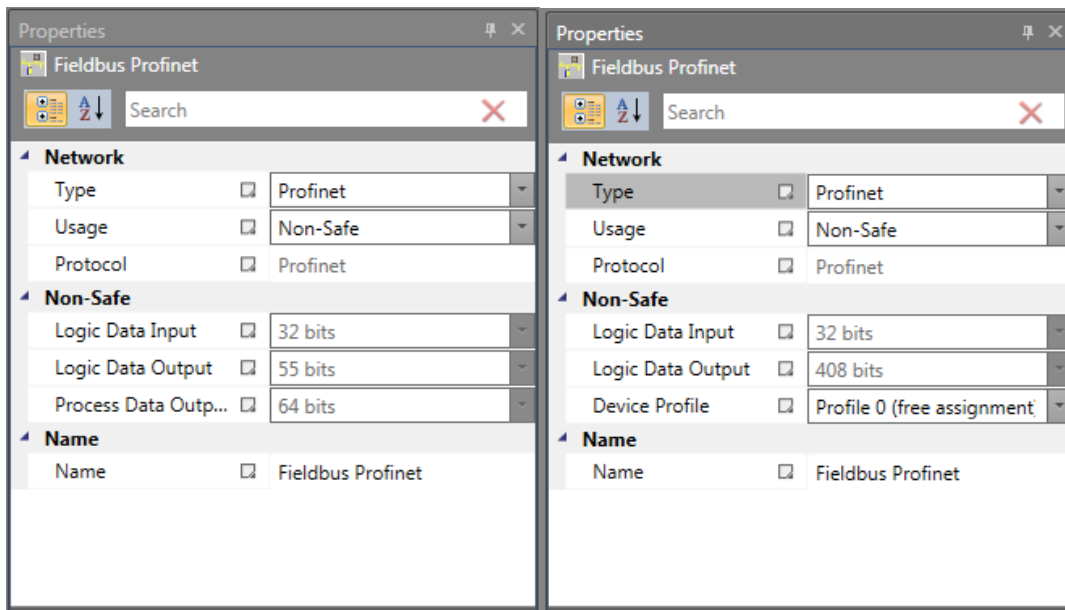 Properties
Fieldbus Profinet
Search
Network
Type Profinet
Usage Non-Safe
Protocol Profinet
Non-Safe
Logic Data Input 32 bits
Logic Data Output 55 bits
Process Data Outp... 64 bits
Name
Name Fieldbus Profinet
Properties
Fieldbus Profinet
Search
Network
Type Profinet
Usage Non-Safe
Protocol Profinet
Non-Safe
Logic Data Input 32 bits
Logic Data Output 408 bits
Device Profile Profile 0 (free assignment)
Name
Name Fieldbus Profinet